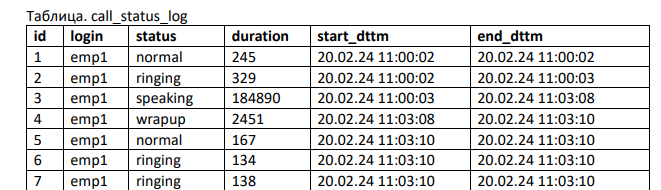 Таблица. call_status_log
id login status duration start_dttm end_dttm
1 emp1 normal 245 20.02.24 11:00:02 20.02.24 11:00:02
2 emp1 ringing 329 20.02.24 11:00:02 20.02.24 11:00:03
3 emp1 speaking 184890 20.02.24 11:00:03 20.02.24 11:03:08
4 emp1 wrapup 2451 20.02.24 11:03:08 20.02.24 11:03:10
5 emp1 normal 167 20.02.24 11:03:10 20.02.24 11:03:10
6 emp1 ringing 134 20.02.24 11:03:10 20.02.24 11:03:10
7 emp1 ringing 138 20.02.24 11:03:10 20.02.24 11:03:10